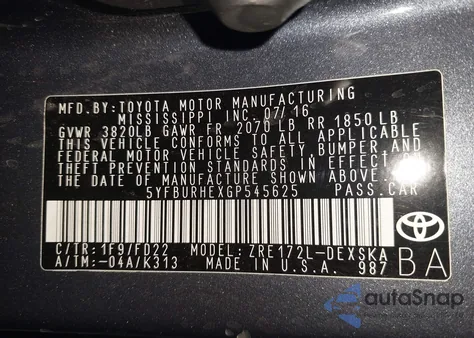 MFD.BY:TOYOTA MOTOR MANUFACTURING
MISSISSIPPI INC. 07/16
GVWR 3820LB GAWR FR 2070 LB RR 1850 LB
THIS VEHICLE CONFORMS TO ALL APPLICABLE
FEDERAL MOTOR VEHICLE SAFETY, BUMPER, AND
THEFT PREVENTION STANDARDS IN EFFECT ON
THE DATE OF MANUFACTURE SHOWN ABOVE.
5YFBURHEXGP545625 PASS.CAR
C/TR:1F9/FD22 MODEL:ZRE172L-DEXSKA
A/TM:-04A/K313 MADE IN U.S.A. 987
BA
autoSnap